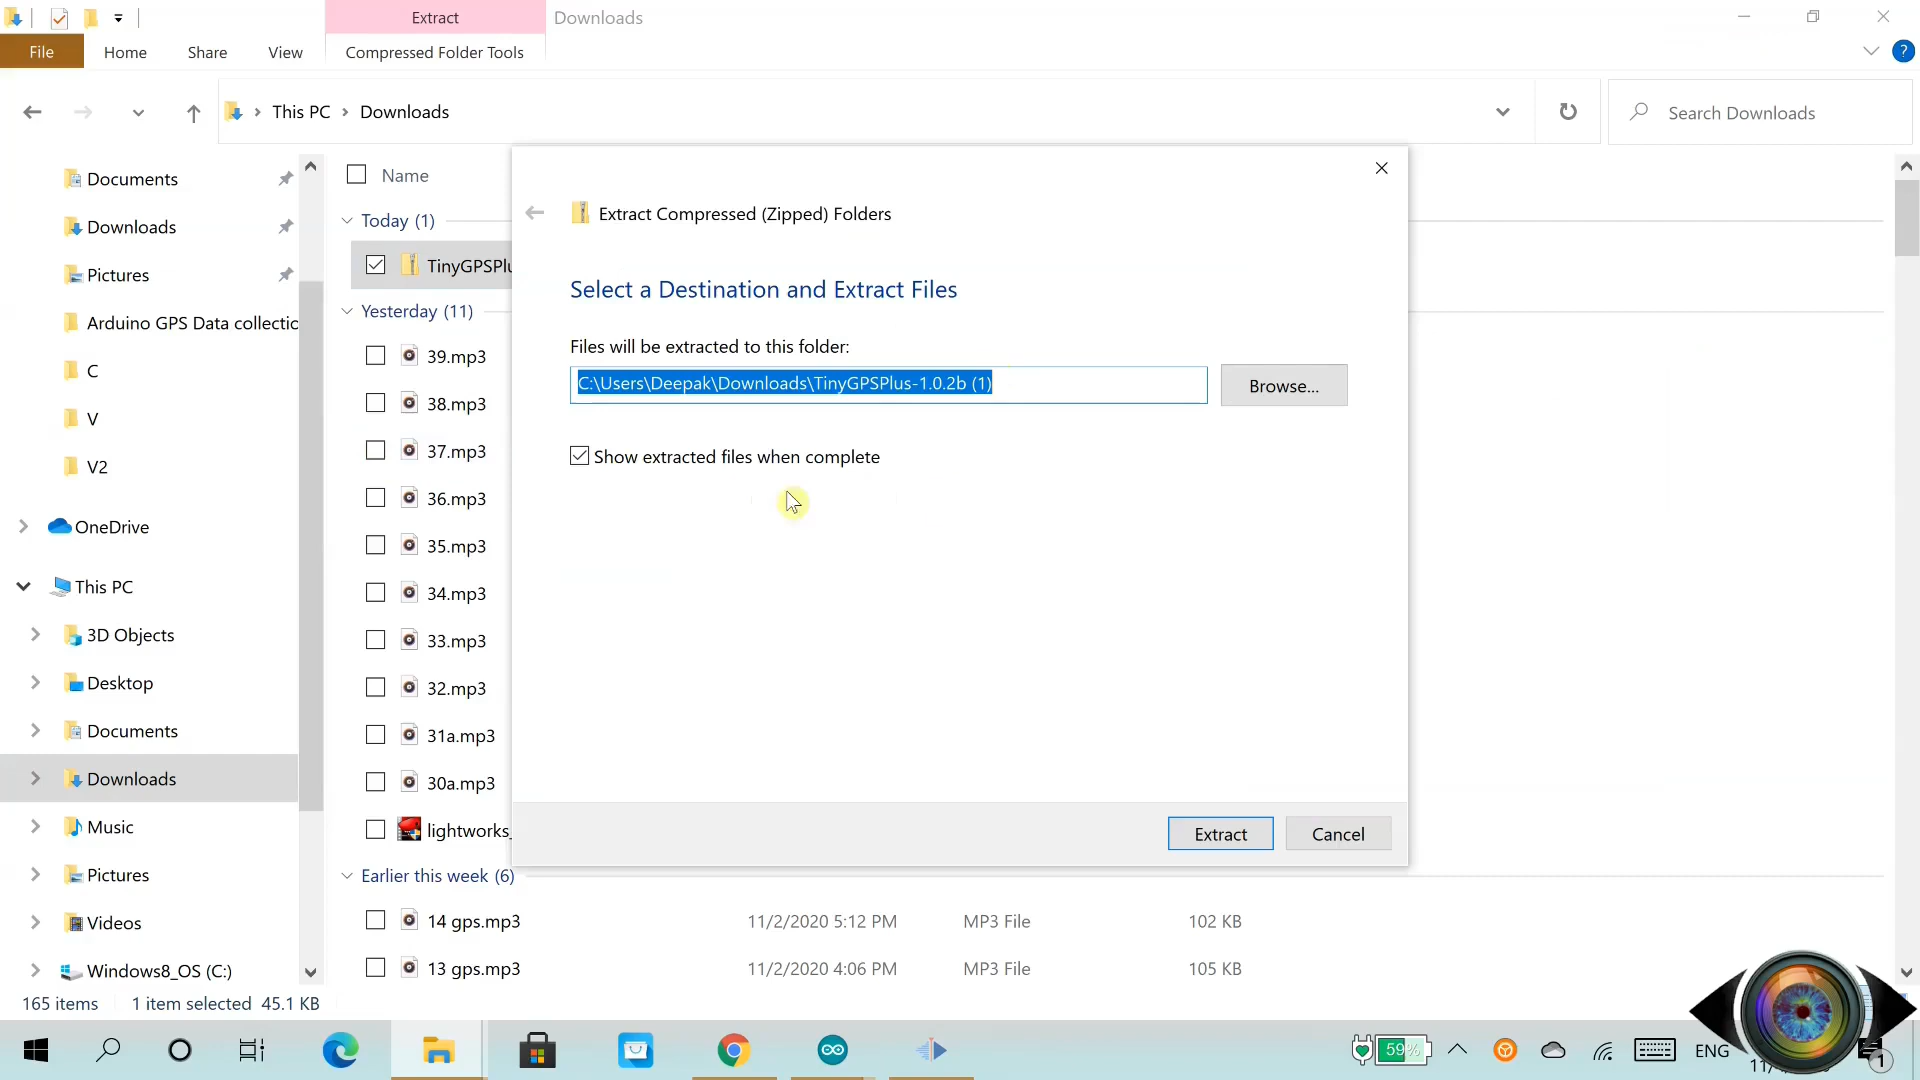 Extract
Downloads
File
Home
Share
View
Compressed Folder Tools
?
This PC
Downloads
Search Downloads
Documents
Downloads
Pictures
Arduino GPS Data collectic
C
V
V2
OneDrive
This PC
3D Objects
Desktop
Documents
Downloads
Music
Pictures
Videos
Windows8_OS (C:)
Name
Today (1)
TinyGPSPlu
Yesterday (11)
39.mp3
38.mp3
37.mp3
36.mp3
35.mp3
34.mp3
33.mp3
32.mp3
31a.mp3
30a.mp3
lightworks_
Earlier this week (6)
14 gps.mp3 11/2/2020 5:12 PM MP3 File 102 KB
13 gps.mp3 11/2/2020 4:06 PM MP3 File 105 KB
Extract Compressed (Zipped) Folders
Select a Destination and Extract Files
Files will be extracted to this folder:
C:\Users\Deepak\Downloads\TinyGPSPlus-1.0.2b (1)
Browse...
Show extracted files when complete
Extract
Cancel
165 items 1 item selected 45.1 KB
59%
ENG
1